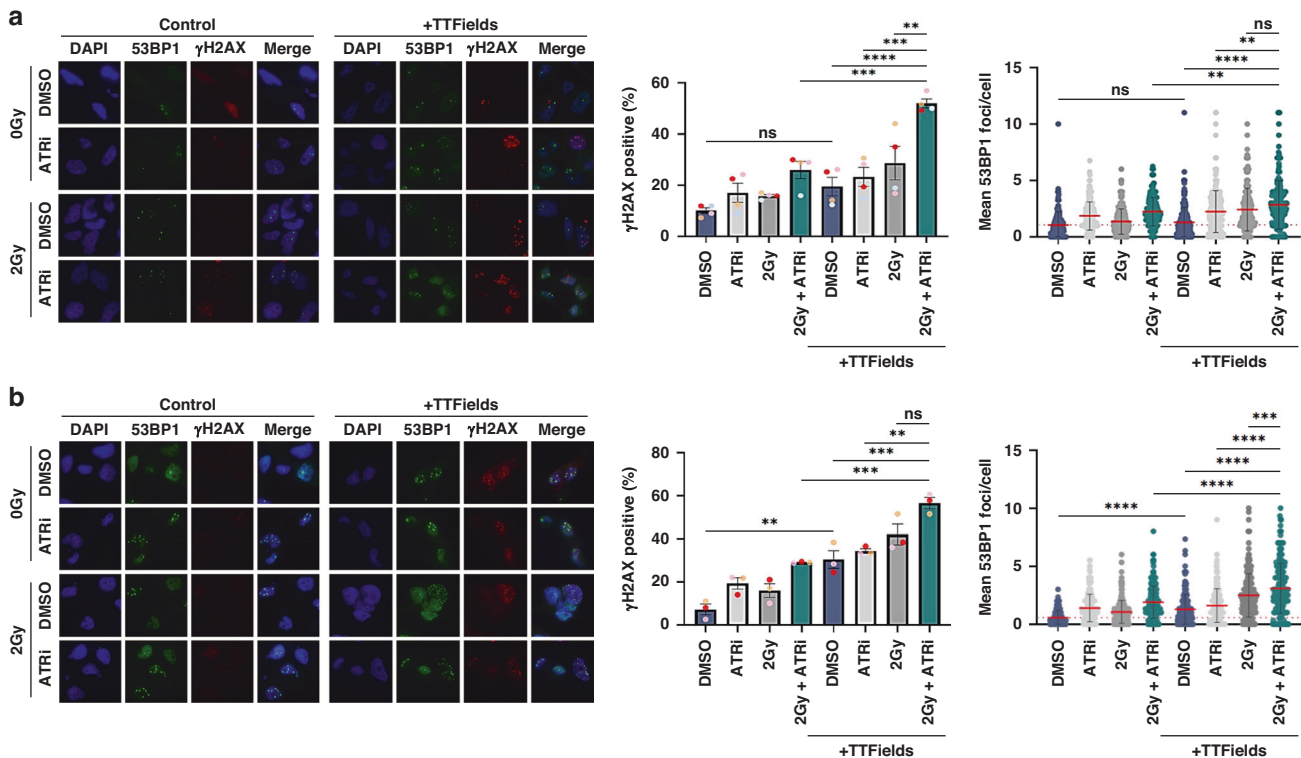 a
Control
+TTFields
DAPI 53BP1 γH2AX Merge
DAPI 53BP1 γH2AX Merge
0Gy
DMSO
ATRi
2Gy
DMSO
ATRi
γH2AX positive (%)
80
60
40
20
0
**
***
****
***
ns
DMSO
ATRi
2Gy
2Gy + ATRi
DMSO
ATRi
2Gy
2Gy + ATRi
+TTFields
Mean 53BP1 foci/cell
15
10
5
0
ns
**
****
**
ns
DMSO
ATRi
2Gy
2Gy + ATRi
DMSO
ATRi
2Gy
2Gy + ATRi
+TTFields
b
Control
+TTFields
DAPI 53BP1 γH2AX Merge
DAPI 53BP1 γH2AX Merge
0Gy
DMSO
ATRi
2Gy
DMSO
ATRi
γH2AX positive (%)
80
60
40
20
0
ns
**
***
***
**
DMSO
ATRi
2Gy
2Gy + ATRi
DMSO
ATRi
2Gy
2Gy + ATRi
+TTFields
Mean 53BP1 foci/cell
15
10
5
0
***
****
****
****
****
DMSO
ATRi
2Gy
2Gy + ATRi
DMSO
ATRi
2Gy
2Gy + ATRi
+TTFields